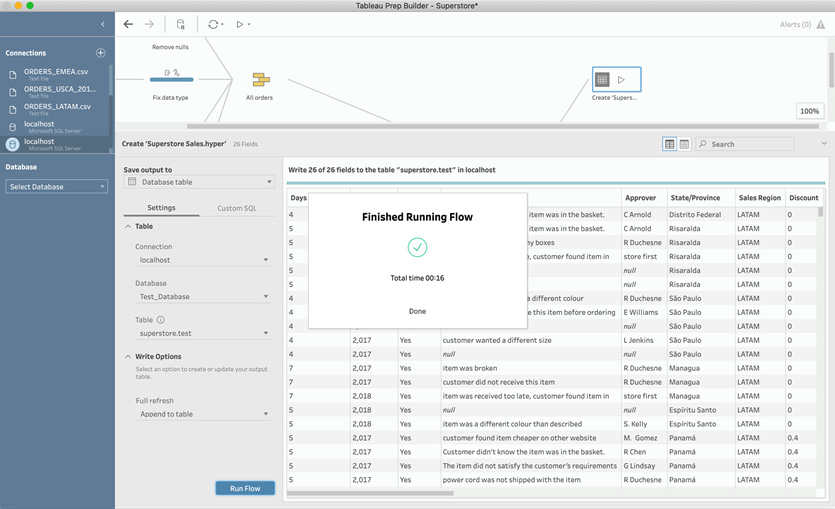 Tableau Prep Builder - Superstore*
Alerts (0)
Connections
ORDERS_EMEA.csv
Text file
ORDERS_USCA_201...
Text file
ORDERS_LATAM.csv
Text file
localhost
Microsoft SQL Server
localhost
Microsoft SQL Server
Database
Select Database
Remove nulls
Fix data type
All orders
Create 'Supers...
100%
Create 'Superstore Sales.hyper' 26 Fields
Search
Save output to
Database table
Settings Custom SQL
Table
Connection
localhost
Database
Test_Database
Table
superstore.test
Write Options
Select an option to create or update your output
table.
Full refresh
Append to table
Run Flow
Write 26 of 26 fields to the table "superstore.test" in localhost
Days Approver State/Province Sales Region Discount
4 item was in the basket. C Arnold Distrito Federal LATAM 0
5 item was in the basket. C Arnold Risaralda LATAM 0
5 ny boxes R Duchesne Risaralda LATAM 0
5 e, customer found item in store first Risaralda LATAM 0
5 null Risaralda LATAM 0
5 null Risaralda LATAM 0
4 a different colour R Duchesne São Paulo LATAM 0
4 e this item before ordering E Williams São Paulo LATAM 0
4 null São Paulo LATAM 0
4 2,017 Yes customer wanted a different size L Jenkins São Paulo LATAM 0
4 2,017 Yes null null São Paulo LATAM 0
7 2,017 Yes item was broken R Duchesne Managua LATAM 0
7 2,017 Yes customer did not receive this item R Duchesne Managua LATAM 0
7 2,018 Yes item was received too late, customer found item in store first Managua LATAM 0
5 2,018 Yes null null Espíritu Santo LATAM 0
5 2,018 Yes item was a different colour than described S. Kelly Espíritu Santo LATAM 0
5 2,017 Yes customer found item cheaper on other website M. Gomez Panamá LATAM 0.4
5 2,017 Yes Customer didn't know the item was in the basket. R Chen Panamá LATAM 0.4
5 2,017 Yes The item did not satisfy the customer's requirements G Lindsay Panamá LATAM 0.4
5 2,017 Yes power cord was not shipped with the item R Duchesne Panamá LATAM 0.4
Finished Running Flow
Total time 00:16
Done